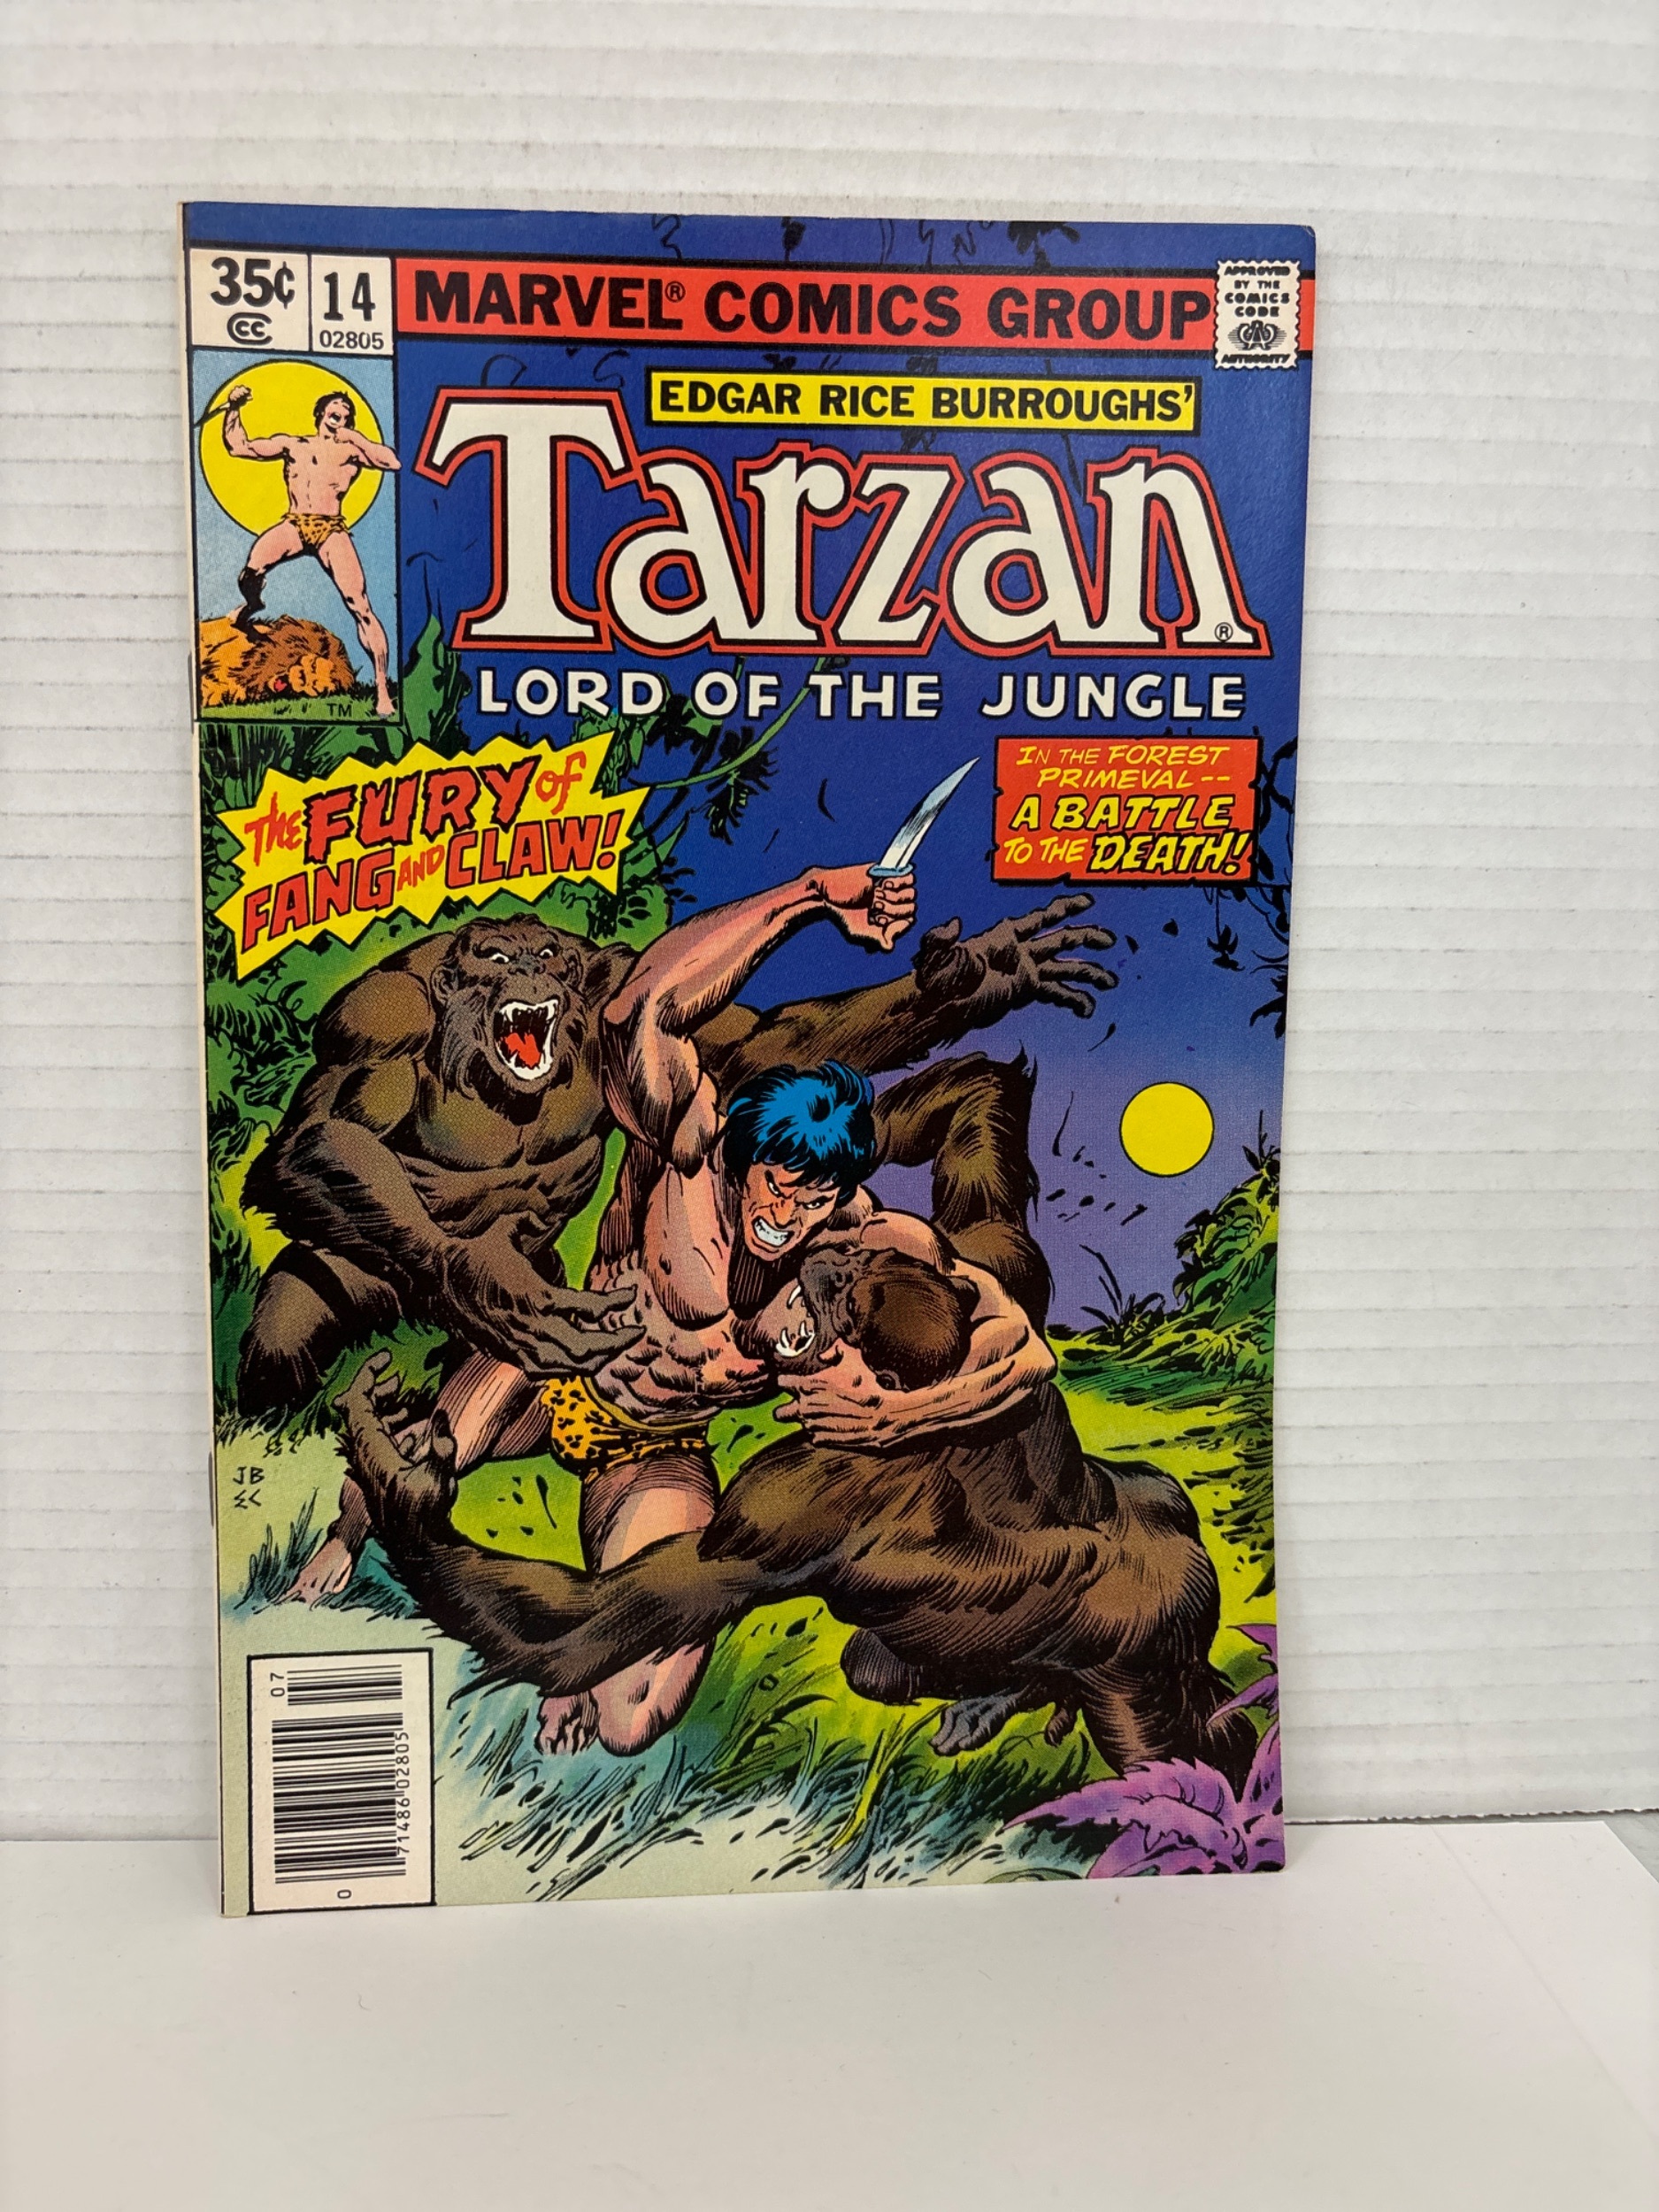 35¢
CC
14
02805
MARVEL® COMICS GROUP
APPROVED
BY THE
COMICS
CODE
AUTHORITY
EDGAR RICE BURROUGHS'
Tarzan®
LORD OF THE JUNGLE
TM
THE FURY of
FANG AND CLAW!
IN THE FOREST
PRIMEVAL--
A BATTLE
TO THE DEATH!
JB
07
7148602805
0